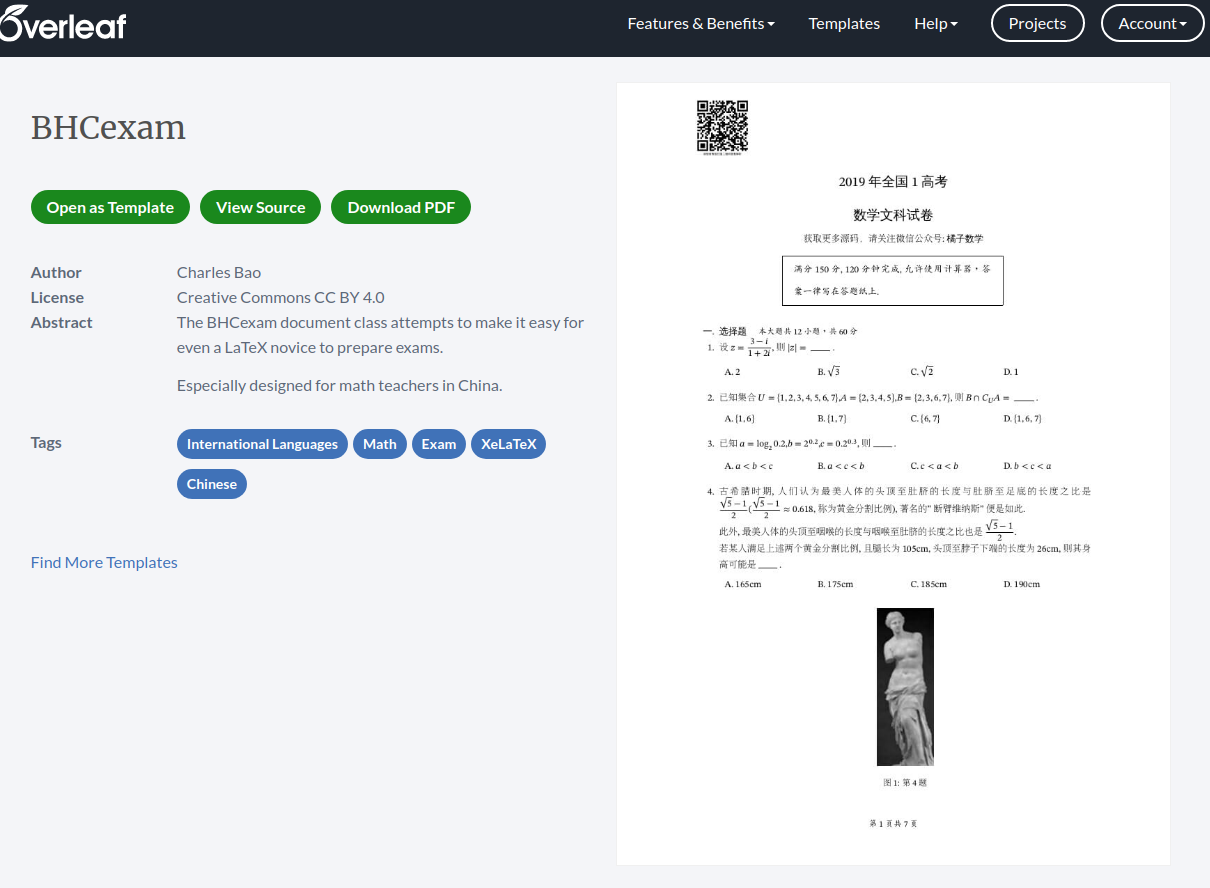 Overleaf
Features & Benefits
Templates
Help
Projects
Account
BHCexam
Open as Template
View Source
Download PDF
Author Charles Bao
License Creative Commons CC BY 4.0
Abstract The BHCexam document class attempts to make it easy for
even a LaTeX novice to prepare exams.
Especially designed for math teachers in China.
Tags International Languages Math Exam XeLaTeX
Chinese
Find More Templates
2019 年全国 1 高考
数学文科试卷
获取更多源码，请关注微信公众号: 橘子数学
满分 150 分, 120 分钟完成, 允许使用计算器，答
案一律写在答题纸上.
一. 选择题 本大题共 12 小题，共 60 分
1. 设 z = (3 − i)/(1 + 2i), 则 |z| = ____ .
A. 2 B. √3 C. √2 D. 1
2. 已知集合 U = {1, 2, 3, 4, 5, 6, 7},A = {2, 3, 4, 5},B = {2, 3, 6, 7}, 则 B ∩ C_U A = ____ .
A. {1, 6} B. {1, 7} C. {6, 7} D. {1, 6, 7}
3. 已知 a = log₂ 0.2,b = 2^0.2,c = 0.2^0.3, 则 ____ .
A. a < b < c B. a < c < b C. c < a < b D. b < c < a
4. 古希腊时期, 人们认为最美人体的头顶至肚脐的长度与肚脐至足底的长度之比是
(√5 − 1)/2 ((√5 − 1)/2 ≈ 0.618, 称为黄金分割比例), 著名的“ 断臂维纳斯” 便是如此.
此外, 最美人体的头顶至咽喉的长度与咽喉至肚脐的长度之比也是 (√5 − 1)/2.
若某人满足上述两个黄金分割比例, 且腿长为 105cm, 头顶至脖子下端的长度为 26cm, 则其身
高可能是 ____ .
A. 165cm B. 175cm C. 185cm D. 190cm
图 1: 第 4 题
第 1 页共 7 页